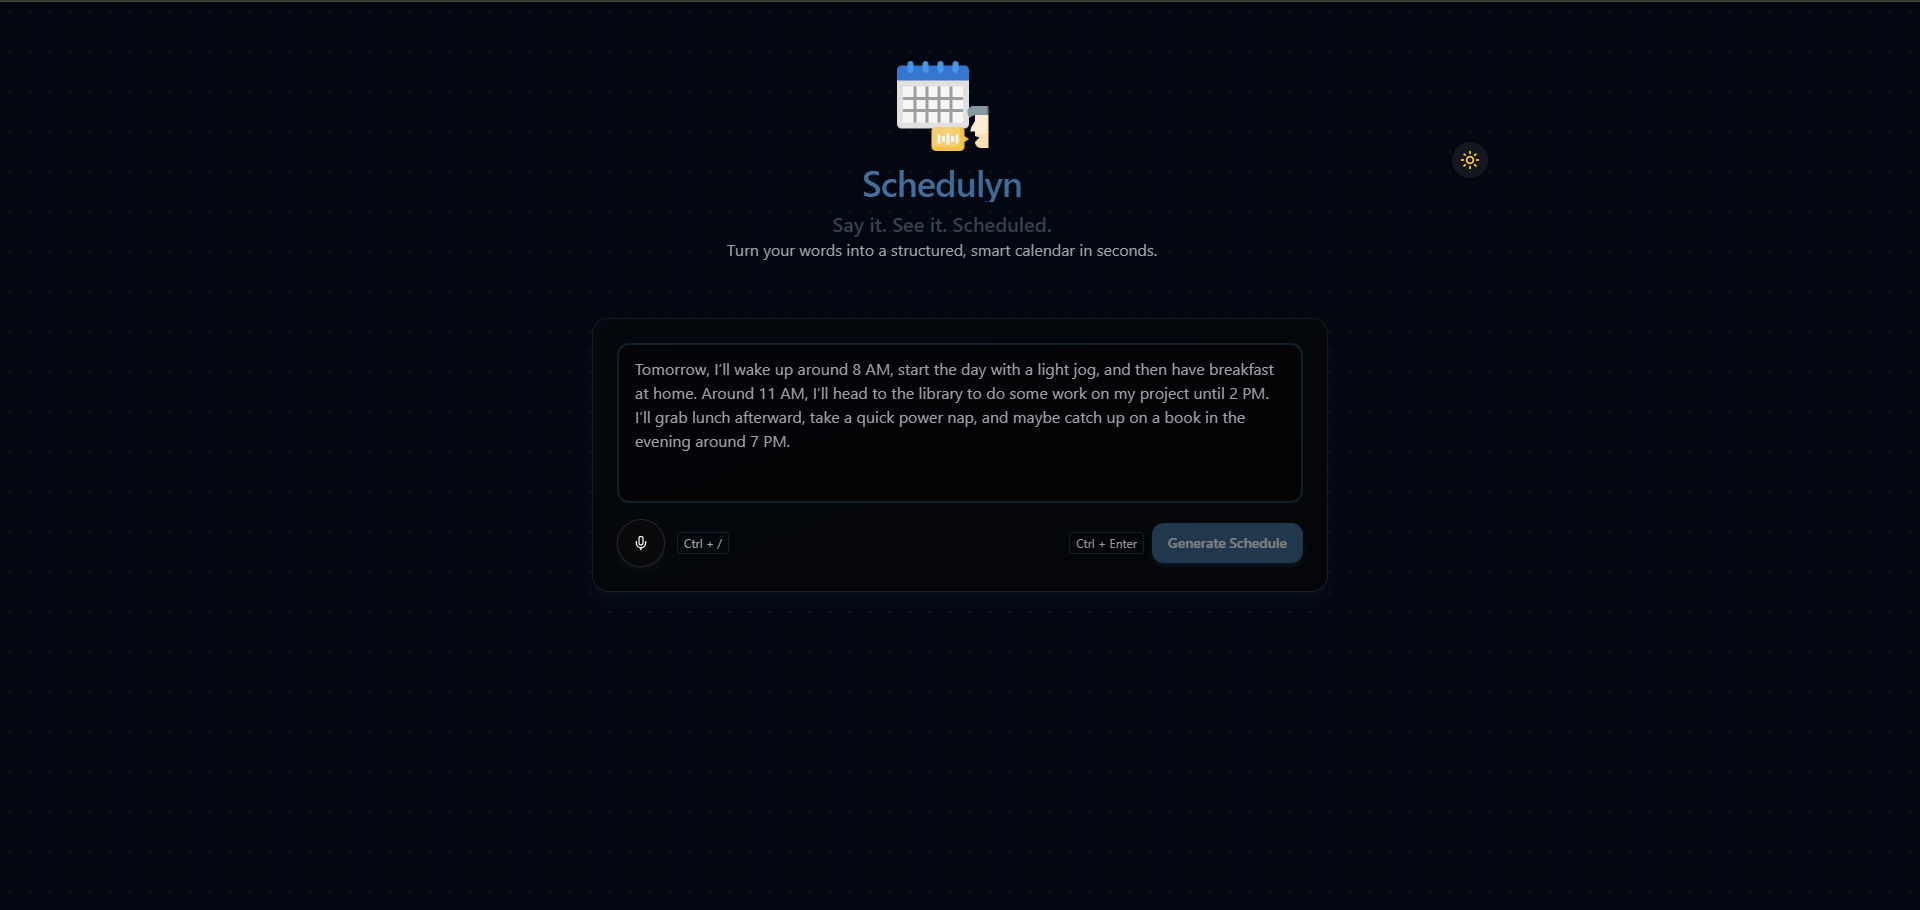 Schedulyn
Say it. See it. Scheduled.
Turn your words into a structured, smart calendar in seconds.
Tomorrow, I’ll wake up around 8 AM, start the day with a light jog, and then have breakfast
at home. Around 11 AM, I’ll head to the library to do some work on my project until 2 PM.
I’ll grab lunch afterward, take a quick power nap, and maybe catch up on a book in the
evening around 7 PM.
Ctrl + /
Ctrl + Enter
Generate Schedule